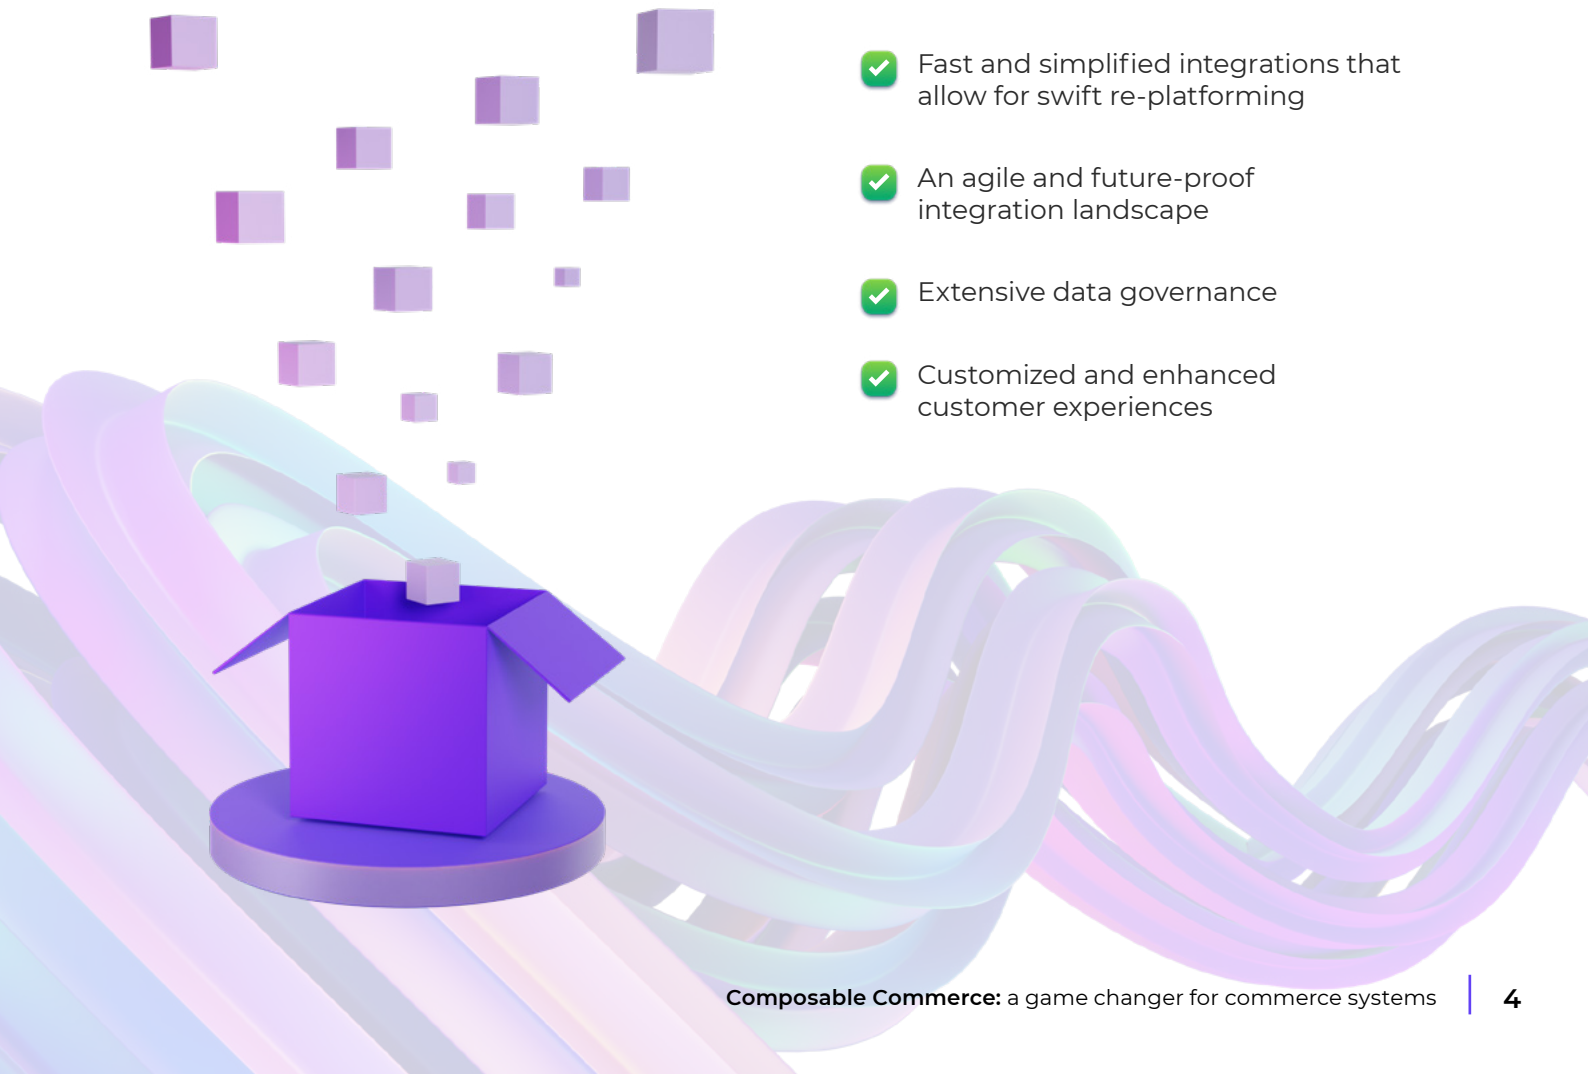 Fast and simplified integrations that
allow for swift re-platforming
An agile and future-proof
integration landscape
Extensive data governance
Customized and enhanced
customer experiences
Composable Commerce: a game changer for commerce systems
4